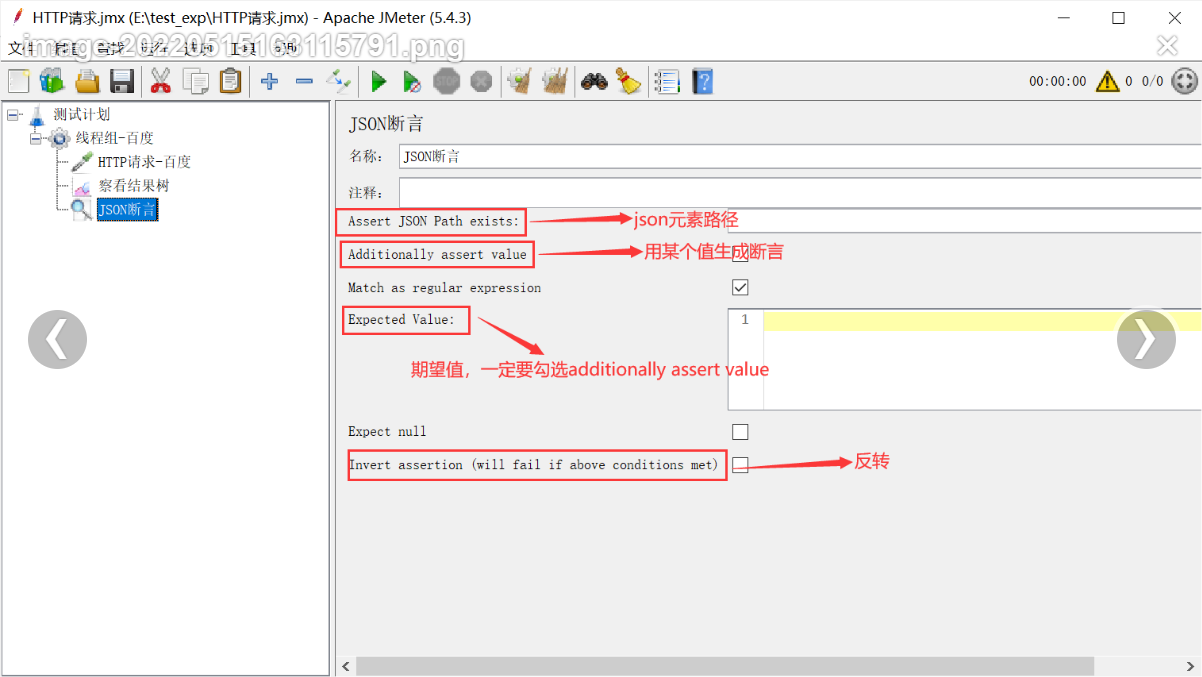 HTTP请求.jmx (E:\test_exp\HTTP请求.jmx) - Apache JMeter (5.4.3)
image-20220515168115791.png
00:00:00 0 0/0
测试计划
线程组-百度
HTTP请求-百度
察看结果树
JSON断言
JSON断言
名称: JSON断言
注释:
Assert JSON Path exists: json元素路径
Additionally assert value 用某个值生成断言
Match as regular expression
Expected Value: 1
期望值，一定要勾选additionally assert value
Expect null
Invert assertion (will fail if above conditions met) 反转